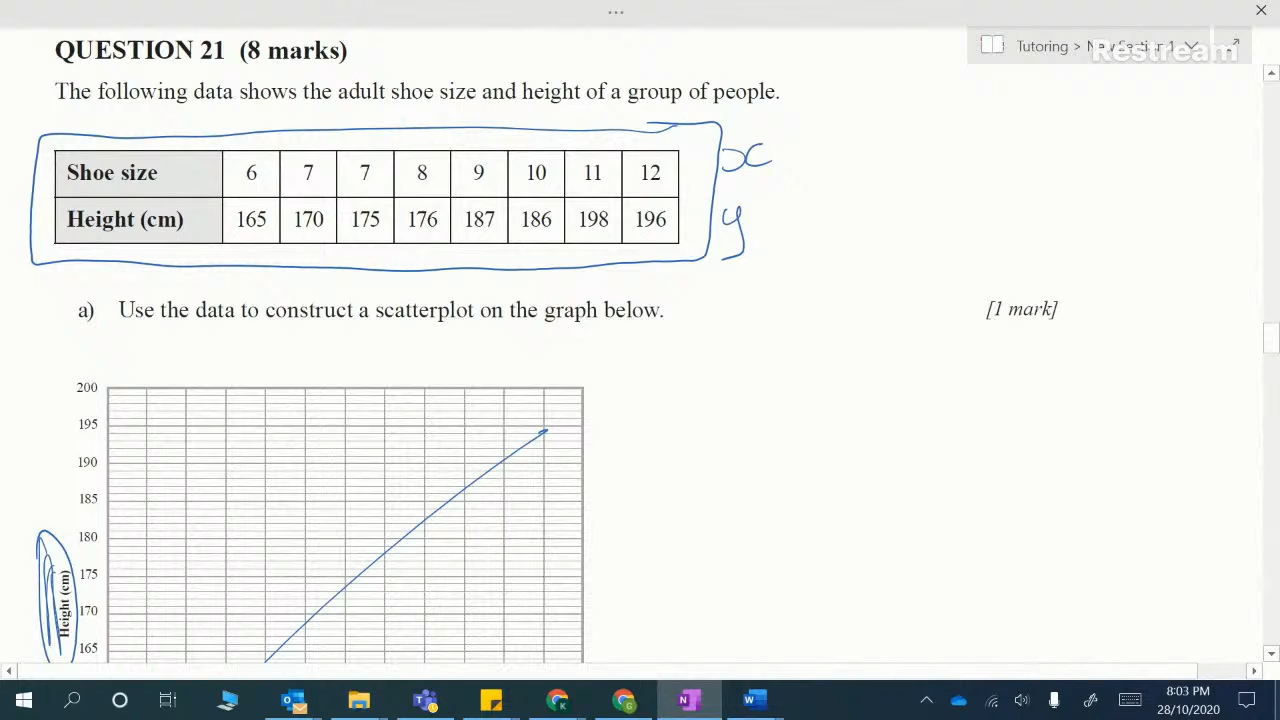 ...
QUESTION 21 (8 marks)
Tutoring > New Section 1
Restream
The following data shows the adult shoe size and height of a group of people.
Shoe size 6 7 7 8 9 10 11 12
x
Height (cm) 165 170 175 176 187 186 198 196
y
a) Use the data to construct a scatterplot on the graph below. [1 mark]
200
195
190
185
180
175
170
165
Height (cm)
8:03 PM
28/10/2020